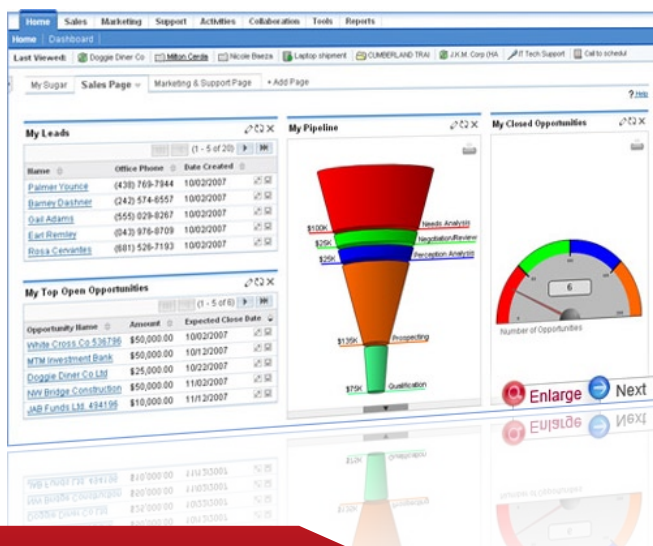 Home Sales Marketing Support Activities Collaboration Tools Reports
Home Dashboard
Last Viewed: Doggie Diner Co Milton Cerda Nicole Baeza Laptop shipment CUMBERLAND TRAI J.K.M. Corp (HA IT Tech Support Call to schedul
My Sugar Sales Page Marketing & Support Page + Add Page
? Help
My Leads
(1 - 5 of 20)
Name Office Phone Date Created
Palmer Younce (438) 769-7944 10/02/2007
Barney Dashner (242) 574-6557 10/02/2007
Gail Adams (555) 029-8267 10/02/2007
Earl Remley (043) 976-8709 10/02/2007
Rosa Cervantes (881) 526-7193 10/02/2007
My Top Open Opportunities
(1 - 5 of 6)
Opportunity Name Amount Expected Close Date
White Cross Co 536796 $50,000.00 10/02/2007
MTM Investment Bank $50,000.00 10/12/2007
Doggie Diner Co Ltd $25,000.00 10/22/2007
NW Bridge Construction $50,000.00 11/02/2007
JAB Funds Ltd. 494196 $10,000.00 11/12/2007
My Pipeline
$100K Needs Analysis
$25K Negotiation/Review
$25K Perception Analysis
$135K Prospecting
$75K Qualification
My Closed Opportunities
6
Number of Opportunities
Enlarge Next